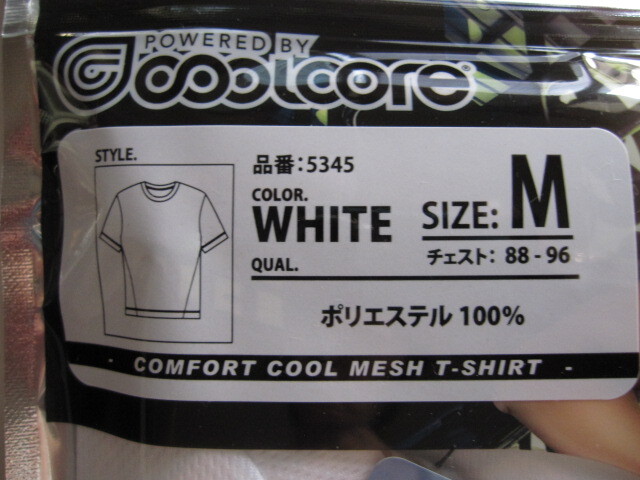 POWERED BY
coolcore®
STYLE.
品番:5345
COLOR.
WHITE
SIZE: M
QUAL.
チェスト: 88 - 96
ポリエステル 100%
- COMFORT COOL MESH T-SHIRT -